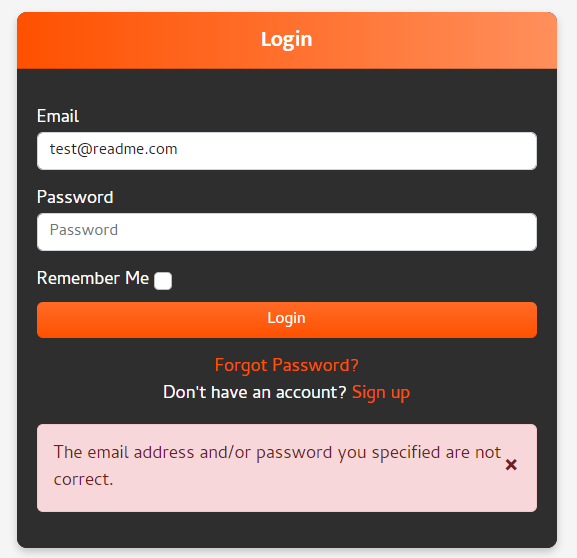 Login
Email
test@readme.com
Password
Password
Remember Me
Login
Forgot Password?
Don't have an account? Sign up
The email address and/or password you specified are not
correct.